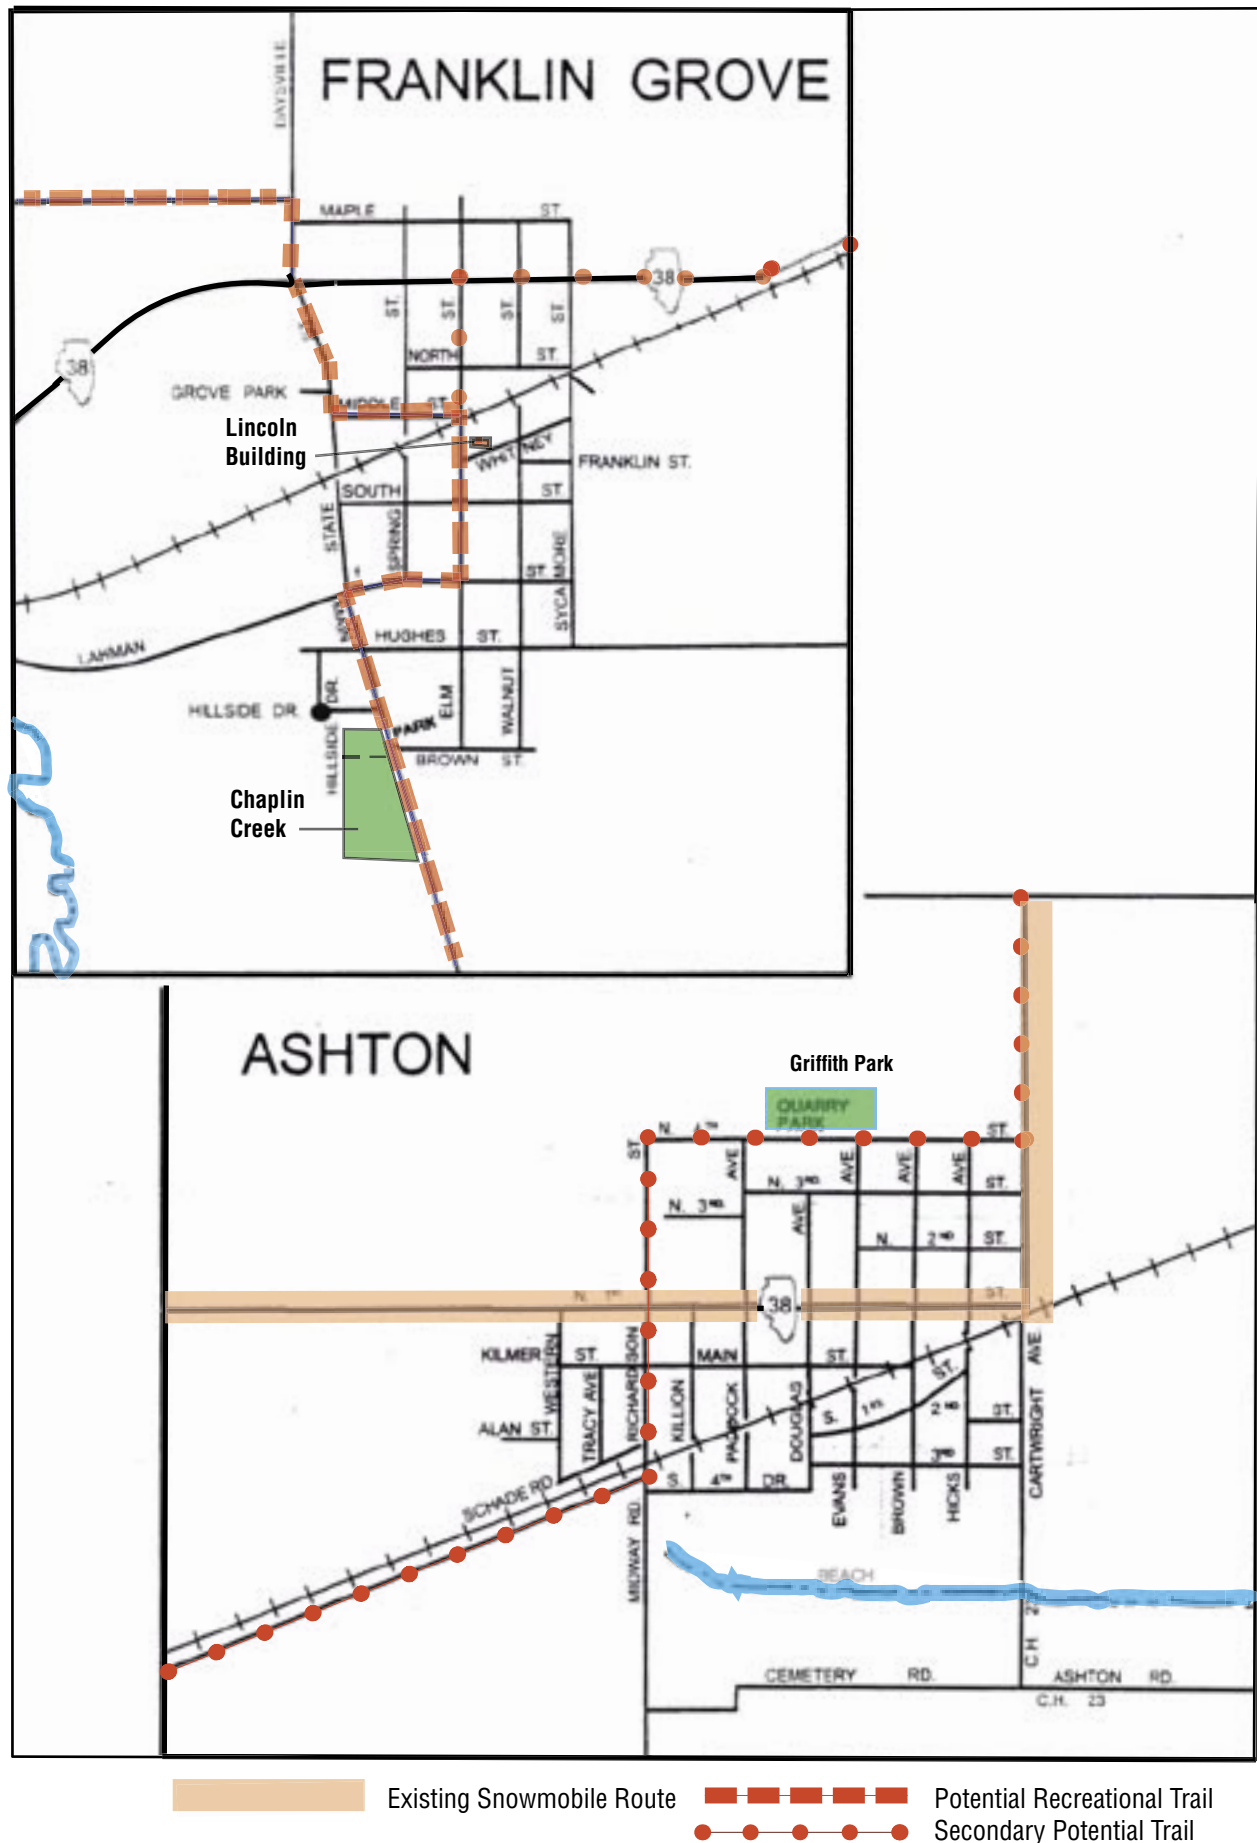 FRANKLIN GROVE
DAYSVILLE
MAPLE ST.
38
ST.
ST.
ST.
ST.
NORTH ST.
38
GROVE PARK
MIDDLE ST.
Lincoln
Building
WHITNEY
FRANKLIN ST.
SOUTH ST.
STATE
SPRING
ST.
SYCAMORE
MAIN
HUGHES ST.
LAHMAN
HILLSIDE DR.
HILLSIDE DR.
ELM
WALNUT
PARK
BROWN ST.
Chaplin
Creek
ASHTON
Griffith Park
QUARRY
PARK
N. 4TH ST.
ST
AVE
AVE
AVE
AVE
N. 3RD. ST.
N. 3RD.
AVE
N. 2ND ST.
N. 1ST ST.
38
KILMER ST.
MAIN ST.
WESTERN
TRACY AVE
RICHARDSON
KILLION
PADDOCK
DOUGLAS
S. 1ST ST.
2ND ST.
3RD ST.
ALAN ST.
CARTWRIGHT AVE
SCHADE RD
S. 4TH DR.
EVANS
BROWN
HICKS
MIDWAY RD.
BEACH
C.H. 2
CEMETERY RD.
ASHTON RD.
C.H. 23
Existing Snowmobile Route
Potential Recreational Trail
Secondary Potential Trail